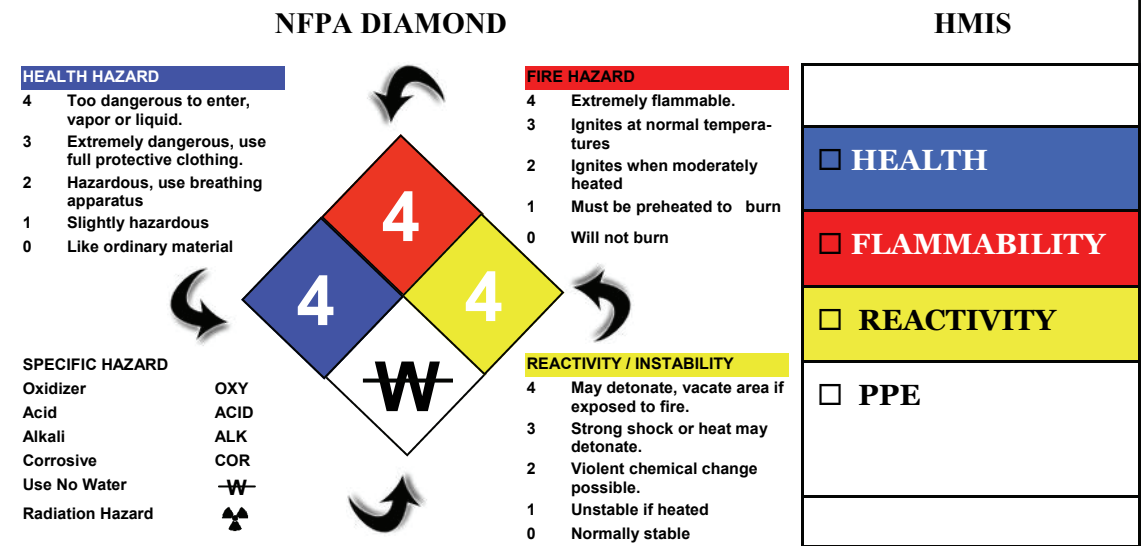 NFPA DIAMOND
HMIS
HEALTH HAZARD
4 Too dangerous to enter,
vapor or liquid.
3 Extremely dangerous, use
full protective clothing.
2 Hazardous, use breathing
apparatus
1 Slightly hazardous
0 Like ordinary material
FIRE HAZARD
4 Extremely flammable.
3 Ignites at normal tempera-
tures
2 Ignites when moderately
heated
1 Must be preheated to burn
0 Will not burn
4
4
4
W
SPECIFIC HAZARD
Oxidizer OXY
Acid ACID
Alkali ALK
Corrosive COR
Use No Water W
Radiation Hazard
REACTIVITY / INSTABILITY
4 May detonate, vacate area if
exposed to fire.
3 Strong shock or heat may
detonate.
2 Violent chemical change
possible.
1 Unstable if heated
0 Normally stable
HEALTH
FLAMMABILITY
REACTIVITY
PPE